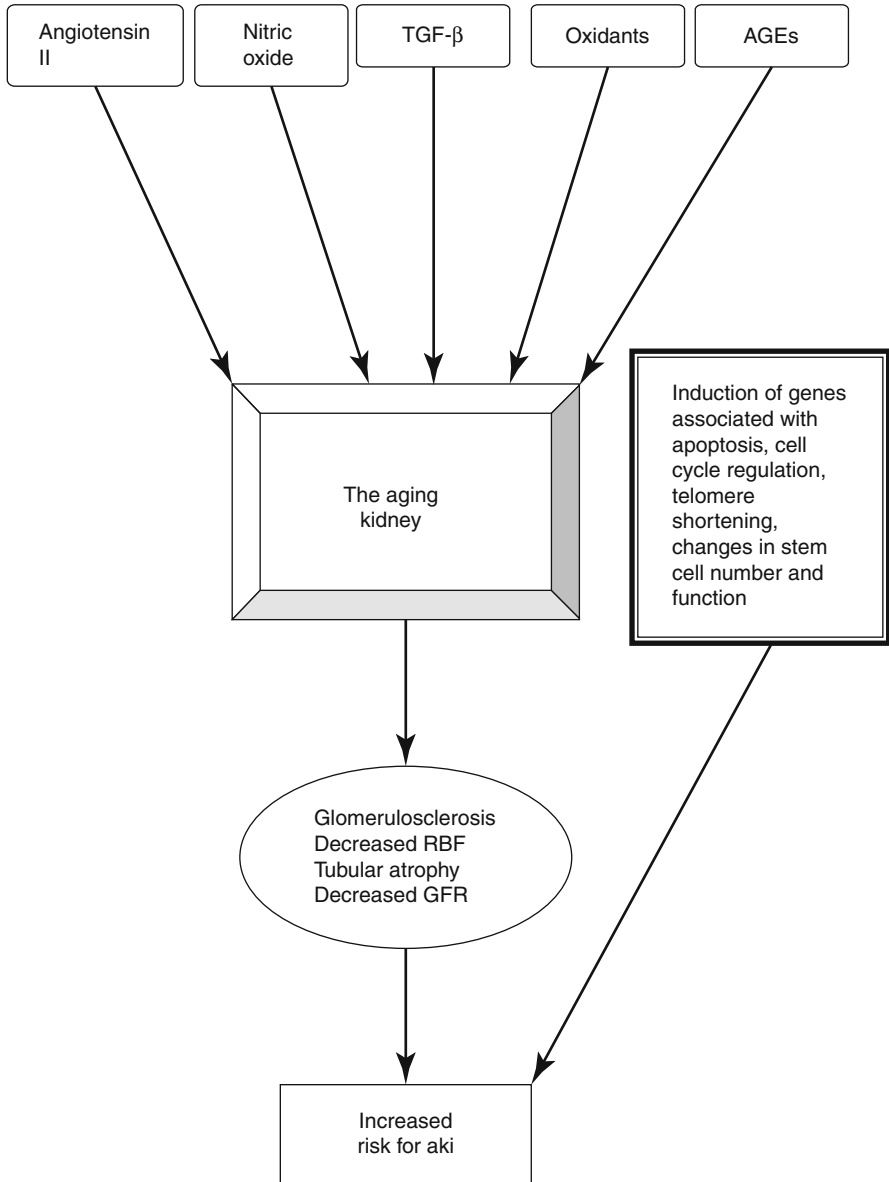 Angiotensin
II
Nitric
oxide
TGF-β
Oxidants
AGEs
Induction of genes
associated with
apoptosis, cell
cycle regulation,
telomere
shortening,
changes in stem
cell number and
function
The aging
kidney
Glomerulosclerosis
Decreased RBF
Tubular atrophy
Decreased GFR
Increased
risk for aki